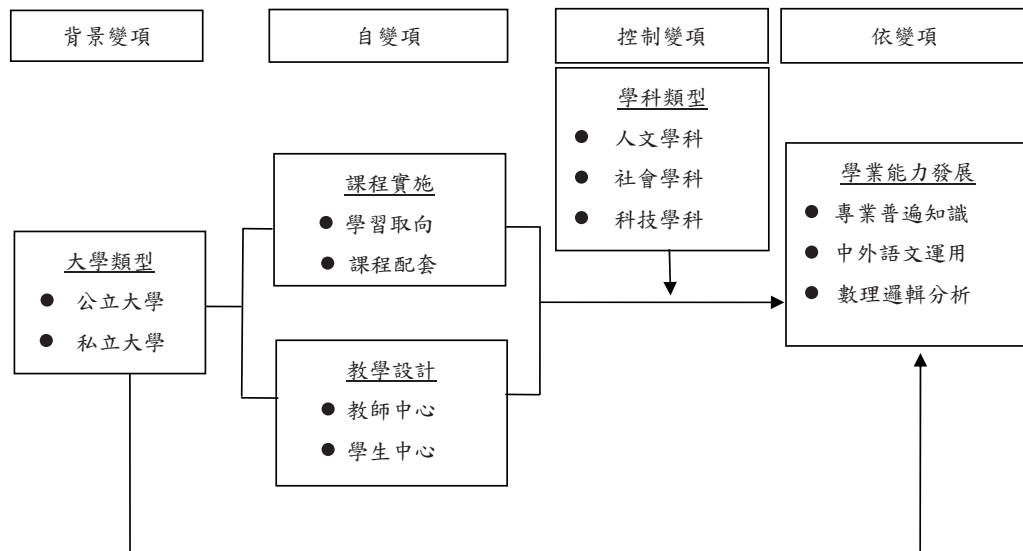 背景變項
自變項
控制變項
依變項
大學類型
● 公立大學
● 私立大學
課程實施
● 學習取向
● 課程配套
教學設計
● 教師中心
● 學生中心
學科類型
● 人文學科
● 社會學科
● 科技學科
學業能力發展
● 專業普遍知識
● 中外語文運用
● 數理邏輯分析